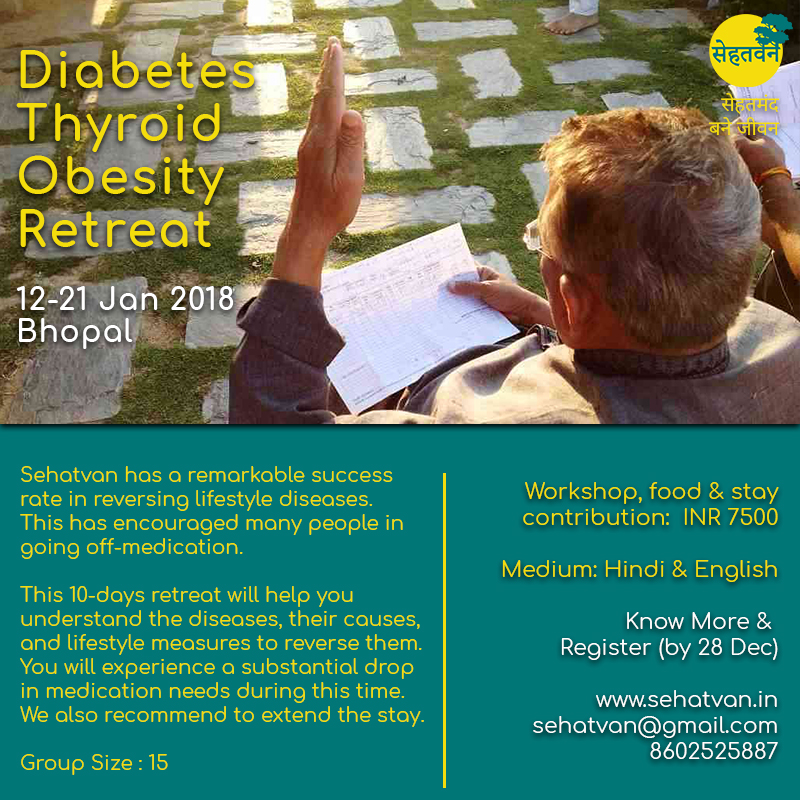 Diabetes
Thyroid
Obesity
Retreat
12-21 Jan 2018
Bhopal
सेहतवन
सेहतमंद
बने जीवन
Sehatvan has a remarkable success
rate in reversing lifestyle diseases.
This has encouraged many people in
going off-medication.
This 10-days retreat will help you
understand the diseases, their causes,
and lifestyle measures to reverse them.
You will experience a substantial drop
in medication needs during this time.
We also recommend to extend the stay.
Group Size : 15
Workshop, food & stay
contribution: INR 7500
Medium: Hindi & English
Know More &
Register (by 28 Dec)
www.sehatvan.in
sehatvan@gmail.com
8602525887